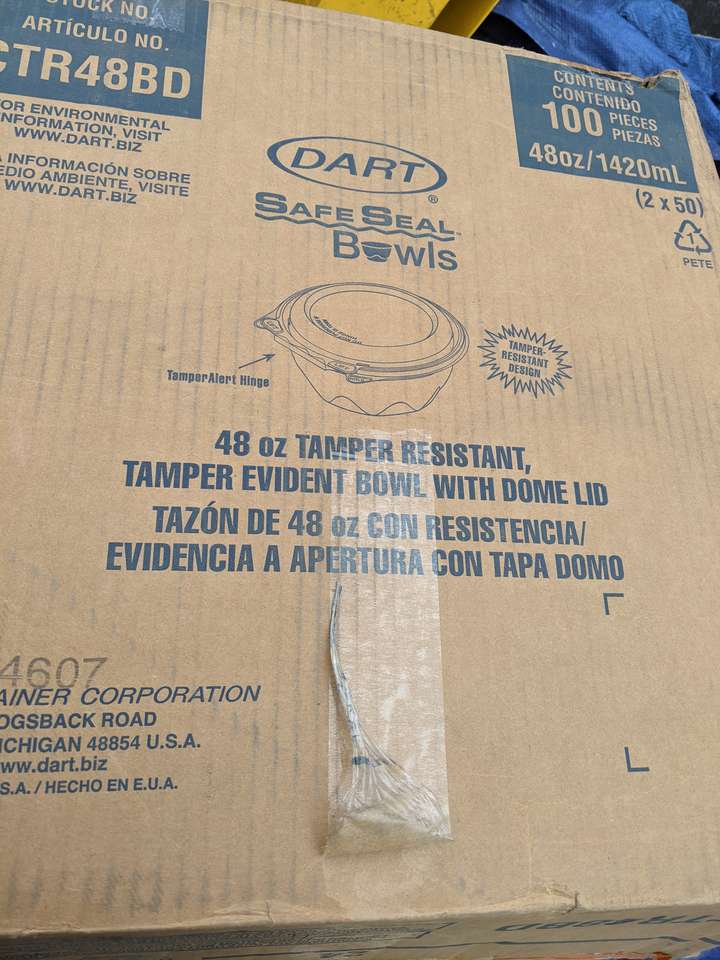 STOCK NO.
ARTÍCULO NO.
CTR48BD
FOR ENVIRONMENTAL
INFORMATION, VISIT
WWW.DART.BIZ
INFORMACIÓN SOBRE
MEDIO AMBIENTE, VISITE
WWW.DART.BIZ
CONTENTS
CONTENIDO
100 PIECES
PIEZAS
48oz/1420mL
(2 x 50)
1
PETE
DART®
SAFE SEAL™
Bowls
TamperAlert Hinge
TAMPER-
RESISTANT
DESIGN
48 oz TAMPER RESISTANT,
TAMPER EVIDENT BOWL WITH DOME LID
TAZÓN DE 48 oz CON RESISTENCIA/
EVIDENCIA A APERTURA CON TAPA DOMO
4607
AINER CORPORATION
OGSBACK ROAD
ICHIGAN 48854 U.S.A.
www.dart.biz
S.A. / HECHO EN E.U.A.